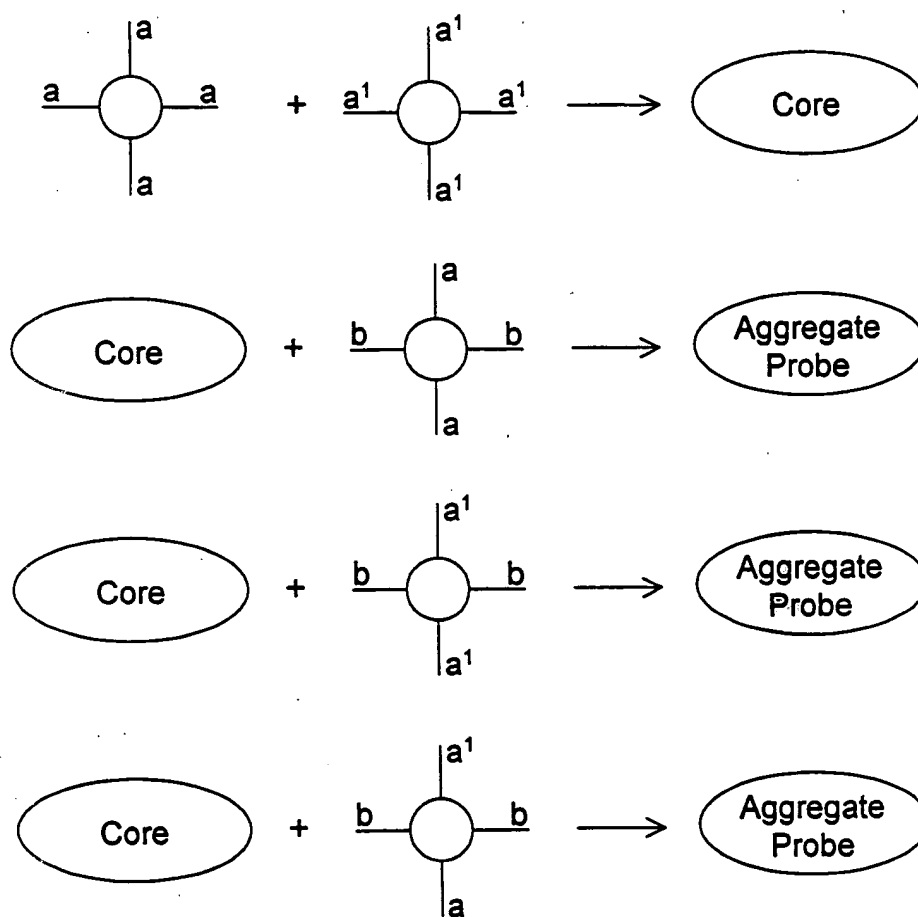 a
a a + a¹ a¹ → Core
a a¹
a¹
Core + b b → Aggregate
Probe
a
a
Core + b b → Aggregate
Probe
a¹
a¹
Core + b b → Aggregate
Probe
a¹
a